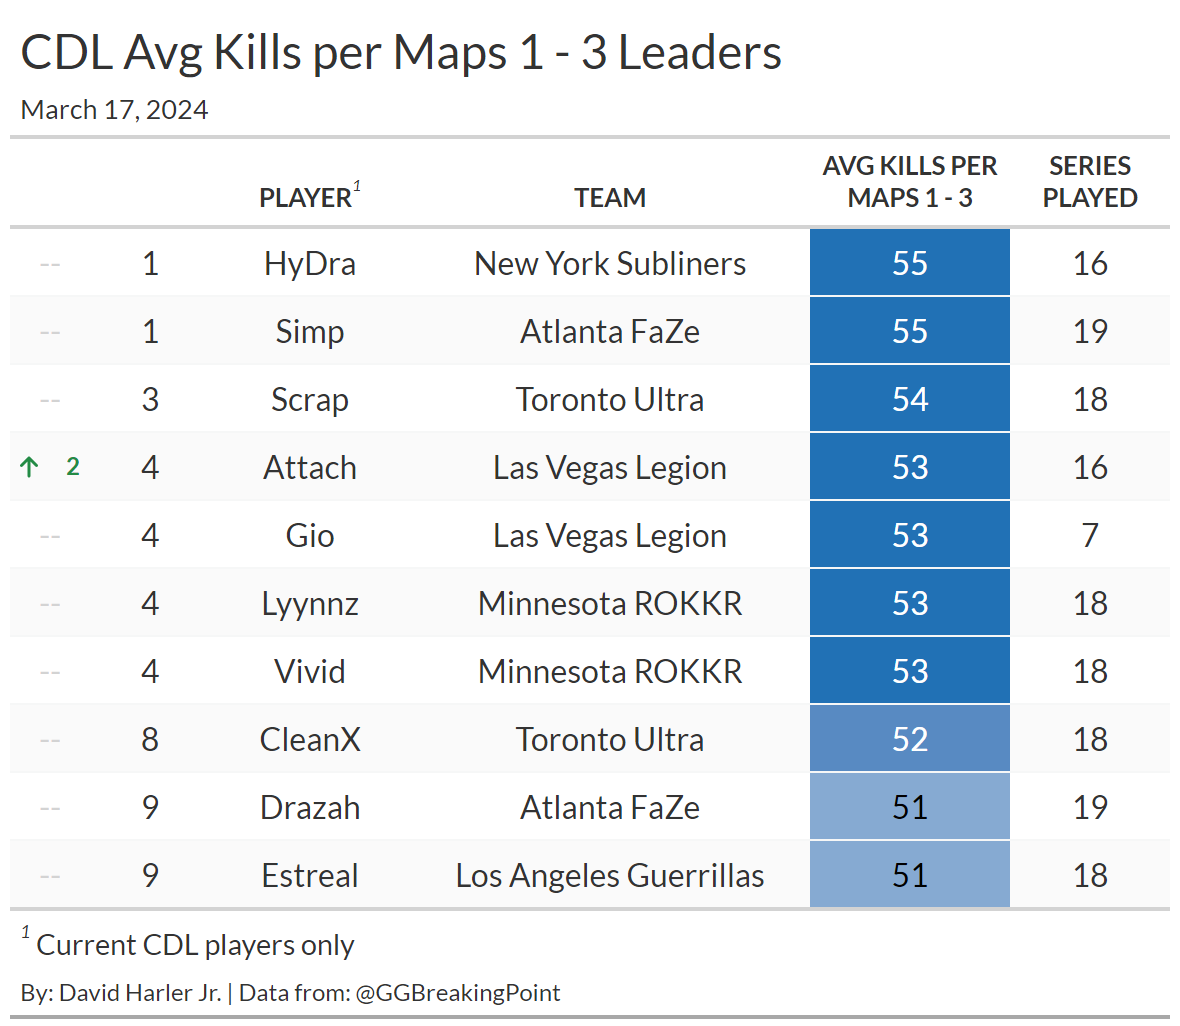 CDL Avg Kills per Maps 1 - 3 Leaders
March 17, 2024
PLAYER1 TEAM AVG KILLS PER MAPS 1 - 3 SERIES PLAYED
-- 1 HyDra New York Subliners 55 16
-- 1 Simp Atlanta FaZe 55 19
-- 3 Scrap Toronto Ultra 54 18
↑ 2 4 Attach Las Vegas Legion 53 16
-- 4 Gio Las Vegas Legion 53 7
-- 4 Lyynnz Minnesota ROKKR 53 18
-- 4 Vivid Minnesota ROKKR 53 18
-- 8 CleanX Toronto Ultra 52 18
-- 9 Drazah Atlanta FaZe 51 19
-- 9 Estreal Los Angeles Guerrillas 51 18
1 Current CDL players only
By: David Harler Jr. | Data from: @GGBreakingPoint